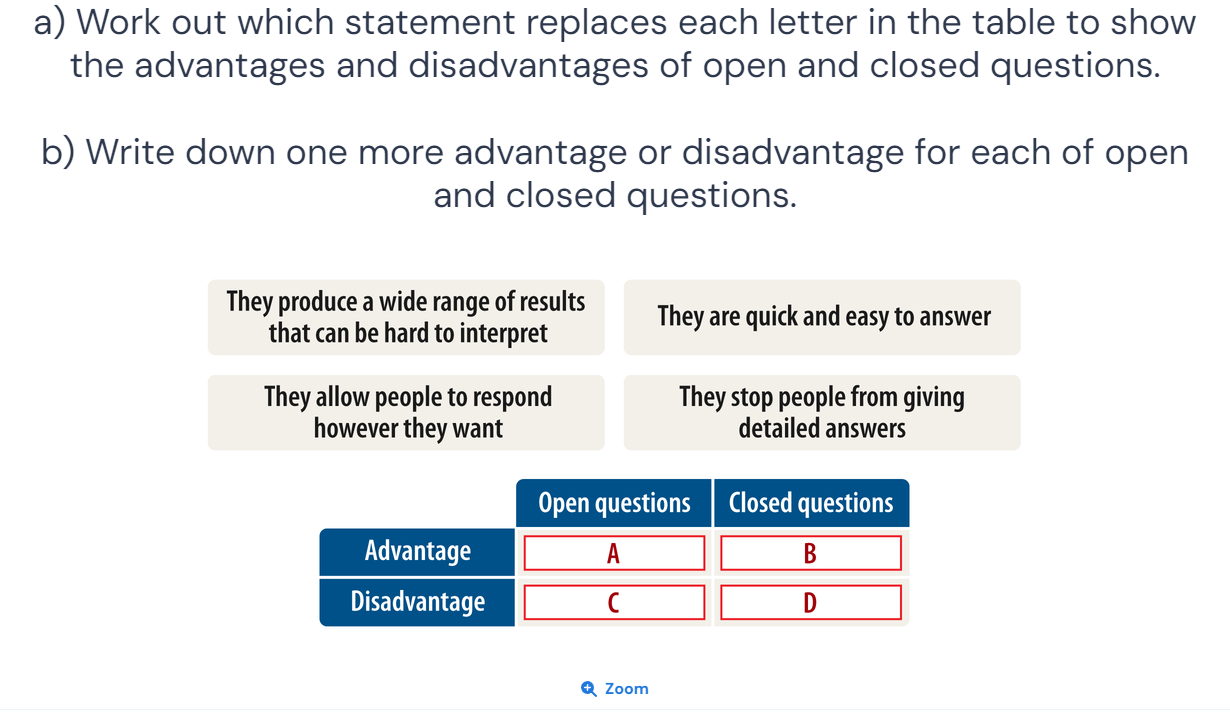 a) Work out which statement replaces each letter in the table to show
the advantages and disadvantages of open and closed questions.
b) Write down one more advantage or disadvantage for each of open
and closed questions.
They produce a wide range of results
that can be hard to interpret
They are quick and easy to answer
They allow people to respond
however they want
They stop people from giving
detailed answers
Open questions
Closed questions
Advantage
A
B
Disadvantage
C
D
Zoom